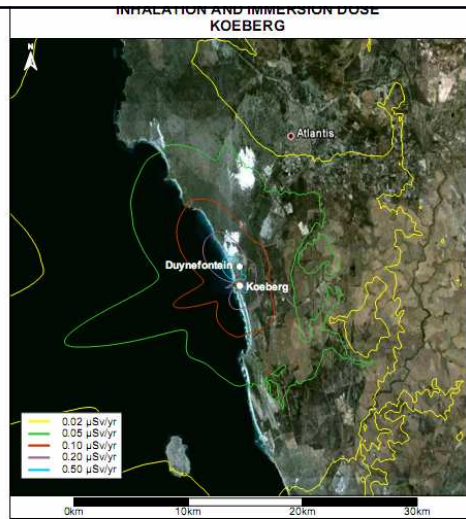 INHALATION AND IMMERSION DOSE
KOEBERG
N
Atlantis
Duynefontein
Koeberg
0.02 µSv/yr
0.05 µSv/yr
0.10 µSv/yr
0.20 µSv/yr
0.50 µSv/yr
0km 10km 20km 30km